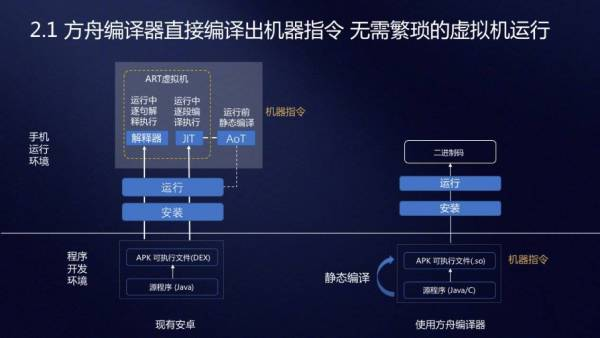 2.1 方舟编译器直接编译出机器指令 无需繁琐的虚拟机运行
ART虚拟机
运行中
逐句解
释执行
运行中
逐段编
译执行
运行前
静态编译
机器指令
解释器
JIT
AoT
手机
运行
环境
二进制码
运行
安装
运行
安装
程序
开发
环境
APK 可执行文件(DEX)
源程序 (Java)
现有安卓
静态编译
APK 可执行文件(.so)
机器指令
源程序 (Java/C)
使用方舟编译器